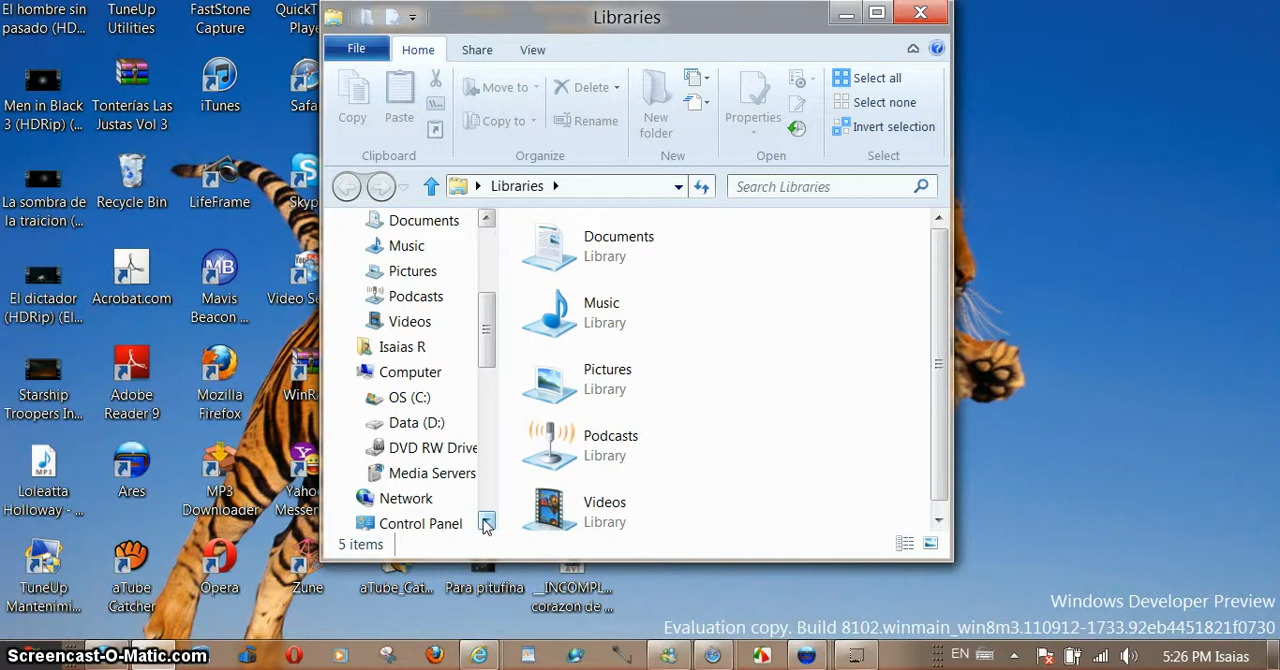 El hombre sin
pasado (HD...
TuneUp
Utilities
FastStone
Capture
QuickT
Playe
Men in Black
3 (HDRip) (...
Tonterías Las
Justas Vol 3
iTunes
Safa
La sombra de
la traicion (...
Recycle Bin
LifeFrame
Skyp
El dictador
(HDRip) (El...
Acrobat.com
Mavis
Beacon ...
Video Se
Starship
Troopers In...
Adobe
Reader 9
Mozilla
Firefox
WinR
Loleatta
Holloway - ...
Ares
MP3
Downloader
Yaho
Messen
TuneUp
Mantenimi...
aTube
Catcher
Opera
Zune
aTube_Cat...
Para pitufina
__INCOMPL...
corazon de ...
Libraries
File
Home
Share
View
Copy
Paste
Clipboard
Move to
Copy to
Delete
Rename
Organize
New
folder
New
Properties
Open
Select all
Select none
Invert selection
Select
Libraries
Search Libraries
Documents
Music
Pictures
Podcasts
Videos
Isaias R
Computer
OS (C:)
Data (D:)
DVD RW Drive
Media Servers
Network
Control Panel
Documents
Library
Music
Library
Pictures
Library
Podcasts
Library
Videos
Library
5 items
Windows Developer Preview
Evaluation copy. Build 8102.winmain_win8m3.110912-1733.92eb4451821f0730
Screencast-O-Matic.com
EN
5:26 PM Isaias